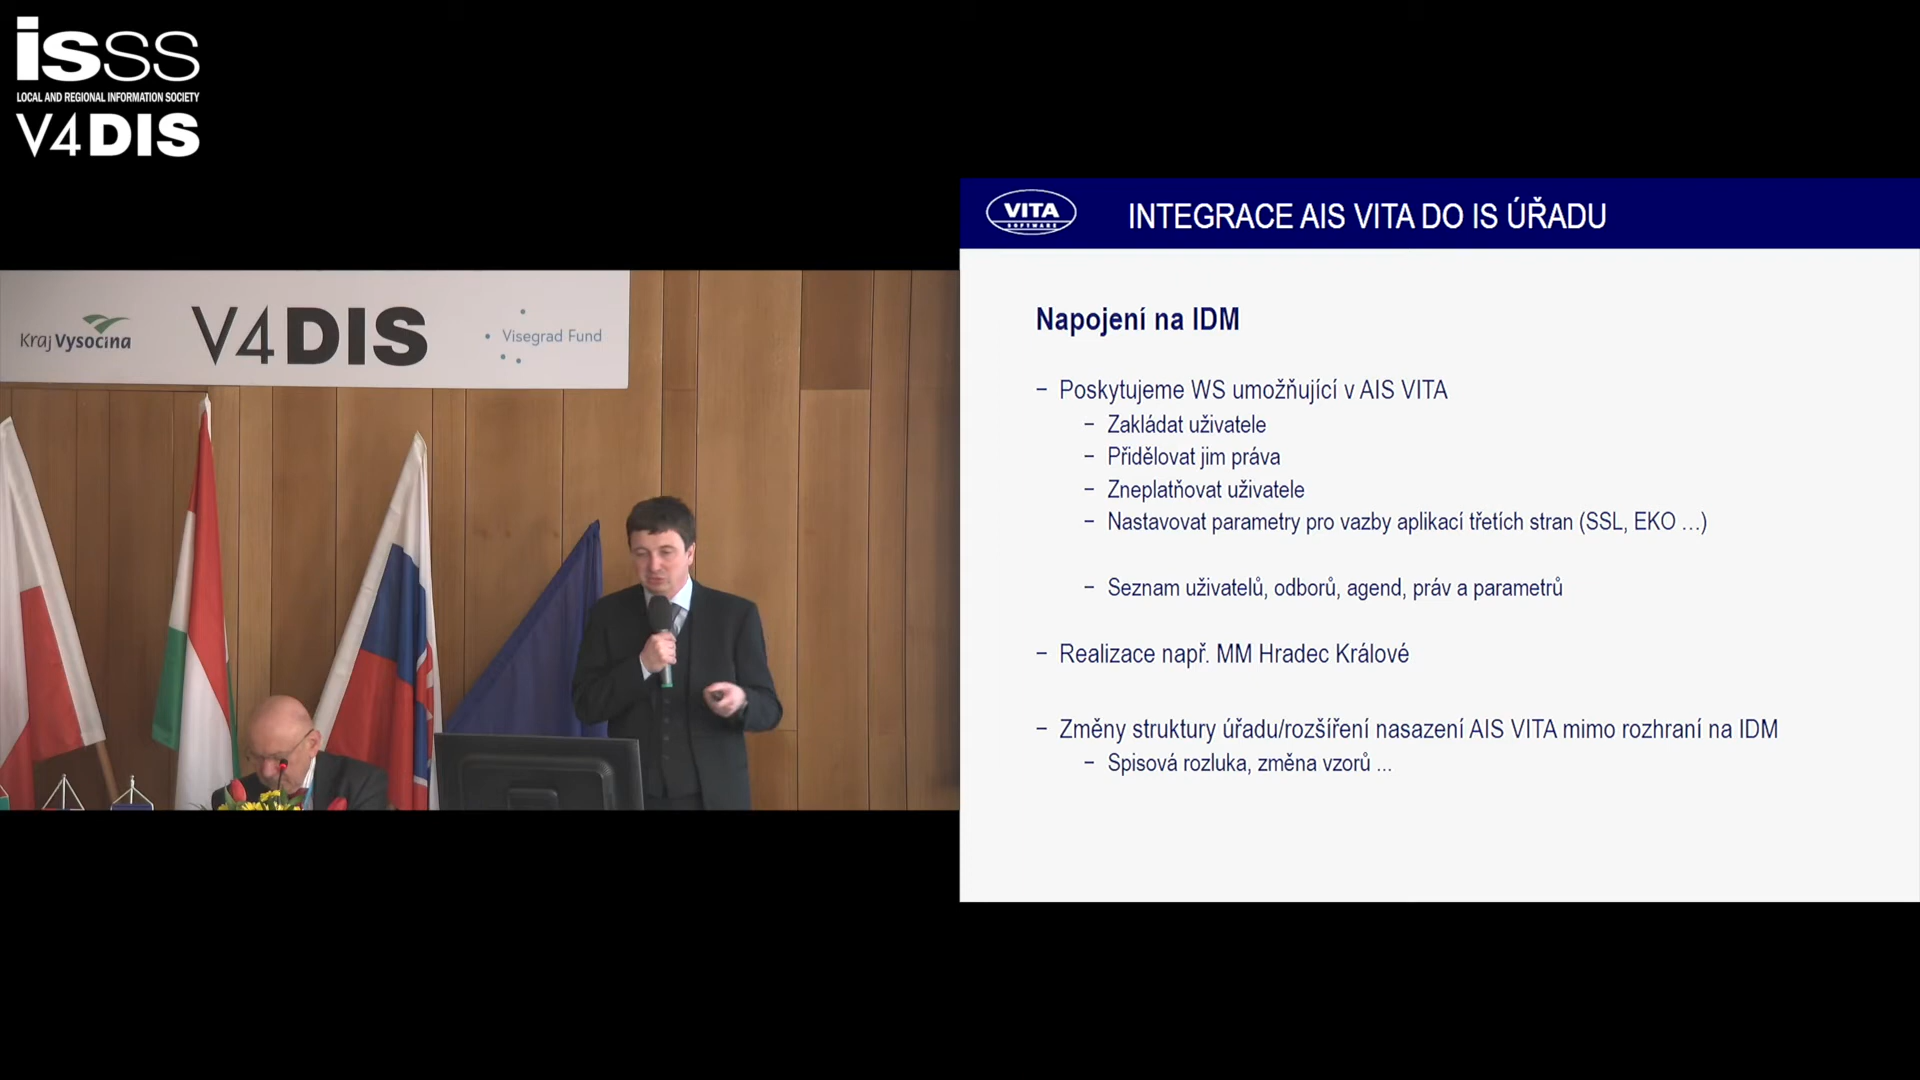 isss
LOCAL AND REGIONAL INFORMATION SOCIETY
V4DIS
Kraj Vysočina
V4DIS
Visegrad Fund
VITA
SOFTWARE
INTEGRACE AIS VITA DO IS ÚŘADU
Napojení na IDM
− Poskytujeme WS umožňující v AIS VITA
− Zakládat uživatele
− Přidělovat jim práva
− Zneplatňovat uživatele
− Nastavovat parametry pro vazby aplikací třetích stran (SSL, EKO …)
− Seznam uživatelů, odborů, agend, práv a parametrů
− Realizace např. MM Hradec Králové
− Změny struktury úřadu/rozšíření nasazení AIS VITA mimo rozhraní na IDM
− Spisová rozluka, změna vzorů ...